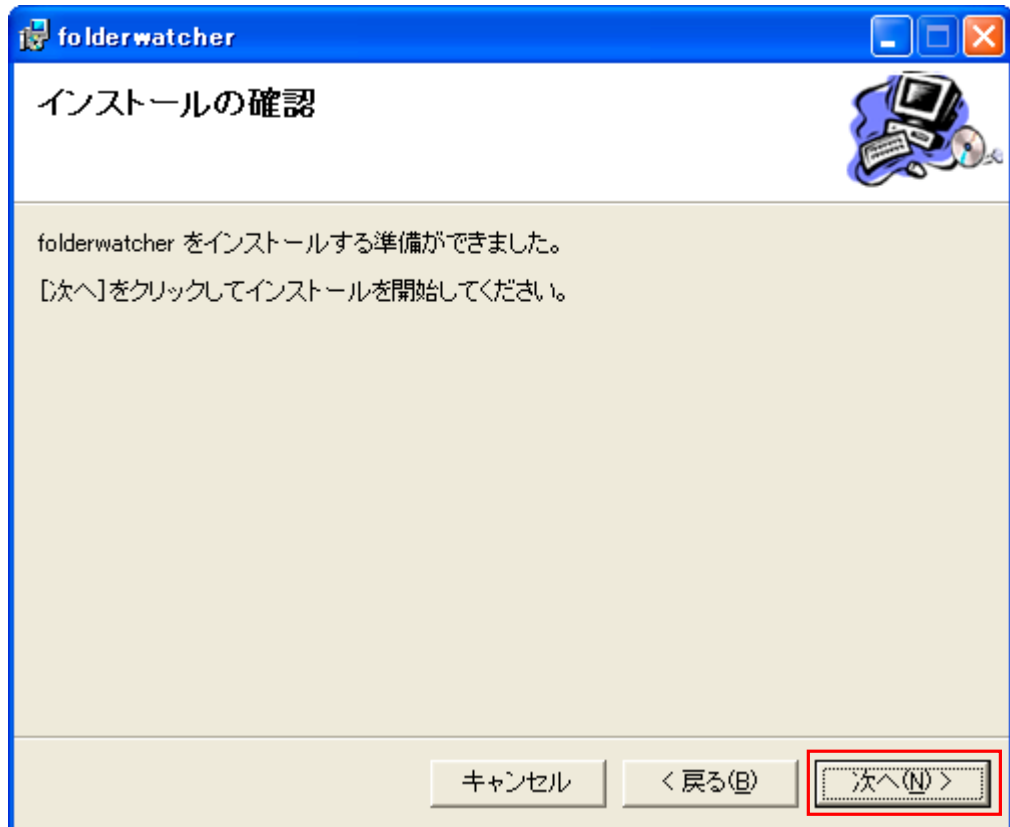 folderwatcher
インストールの確認
folderwatcher をインストールする準備ができました。
[次へ]をクリックしてインストールを開始してください。
キャンセル
< 戻る(B)
次へ(N) >